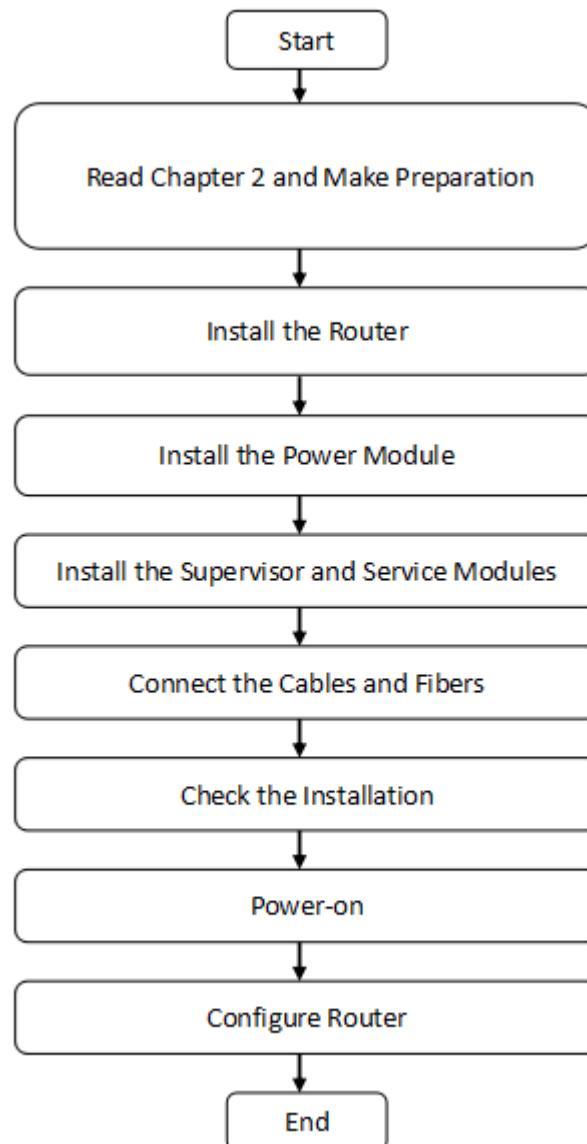 Start
Read Chapter 2 and Make Preparation
Install the Router
Install the Power Module
Install the Supervisor and Service Modules
Connect the Cables and Fibers
Check the Installation
Power-on
Configure Router
End